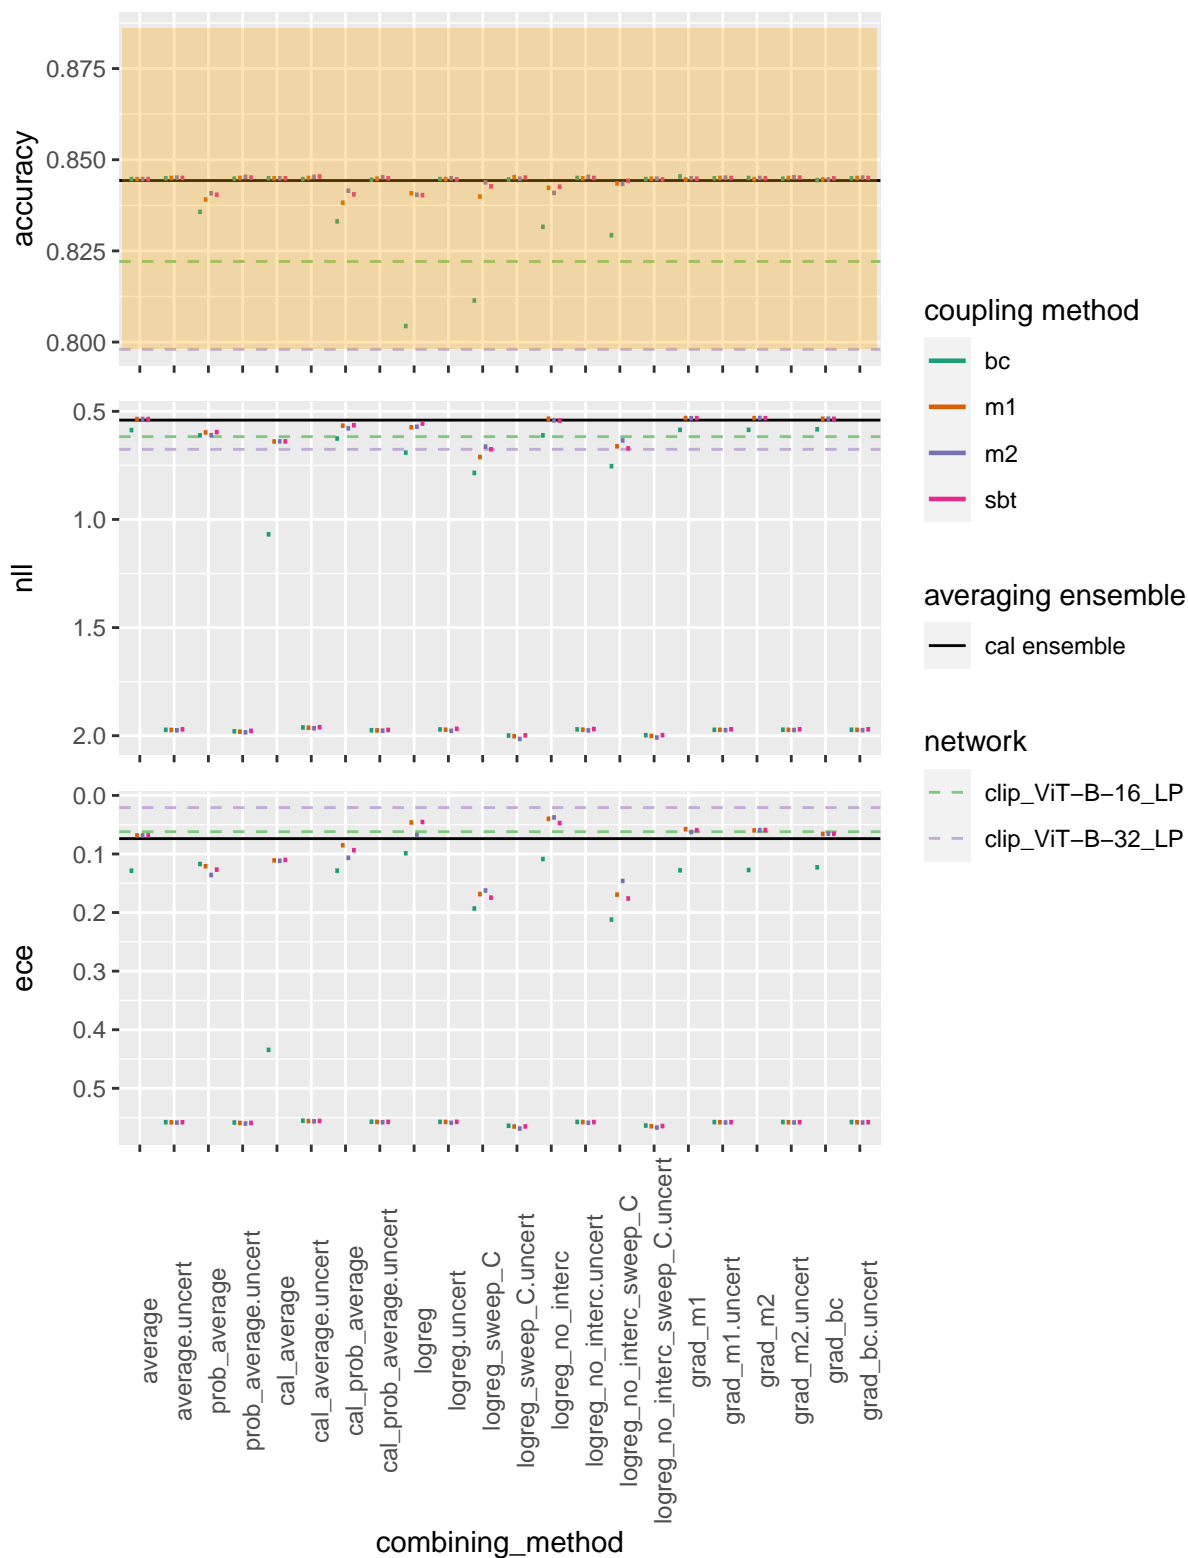 accuracy
0.875
0.850
0.825
0.800
nll
0.5
1.0
1.5
2.0
ece
0.0
0.1
0.2
0.3
0.4
0.5
average
average.uncert
prob_average
prob_average.uncert
cal_average
cal_average.uncert
cal_prob_average
cal_prob_average.uncert
logreg
logreg.uncert
logreg_sweep_C
logreg_sweep_C.uncert
logreg_no_interc
logreg_no_interc.uncert
logreg_no_interc_sweep_C
logreg_no_interc_sweep_C.uncert
grad_m1
grad_m1.uncert
grad_m2
grad_m2.uncert
grad_bc
grad_bc.uncert
combining_method
coupling method
bc
m1
m2
sbt
averaging ensemble
cal ensemble
network
clip_ViT−B−16_LP
clip_ViT−B−32_LP